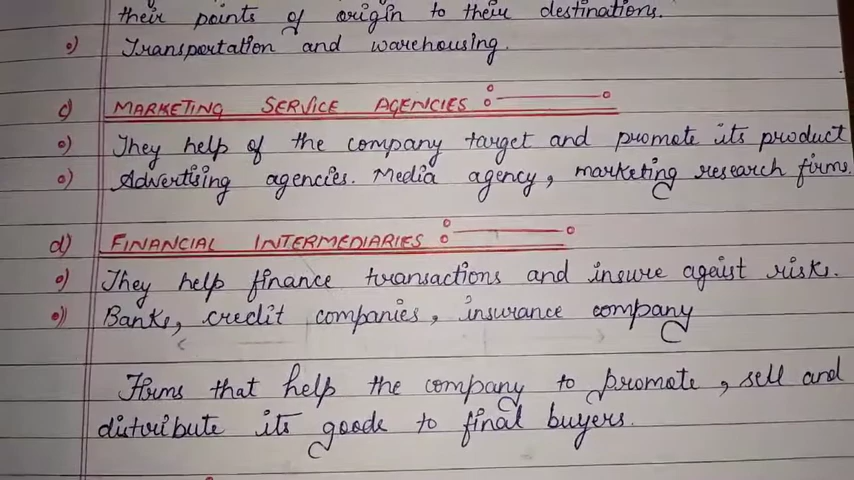 their points of origin to their destinations.
o) Transportation and warehousing.
c) MARKETING SERVICE AGENCIES
o) They help of the company target and promote its product
o) Advertising agencies. Media agency, marketing research firms.
d) FINANCIAL INTERMEDIARIES
o) They help finance transactions and insure ageist risks.
o) Banks, credit companies, insurance company
Firms that help the company to promote, sell and
distribute its goods to final buyers.